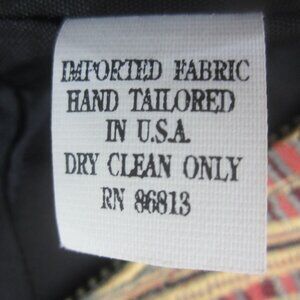 IMPORTED FABRIC
HAND TAILORED
IN U.S.A.
DRY CLEAN ONLY
RN 86813